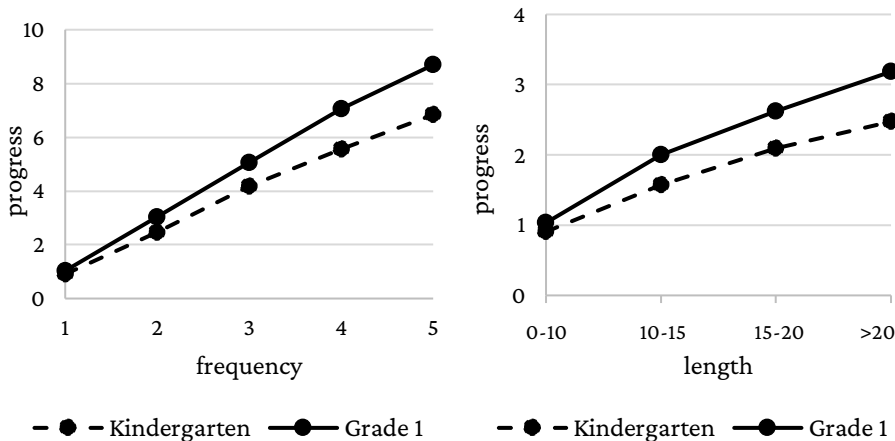 10
8
6
4
2
0
progress
1 2 3 4 5
frequency
Kindergarten Grade 1
4
3
2
1
0
progress
0-10 10-15 15-20 >20
length
Kindergarten Grade 1